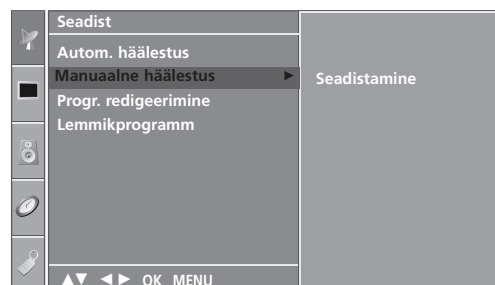 Seadist
Autom. häälestus
Manuaalne häälestus ►
Seadistamine
Progr. redigeerimine
Lemmikprogramm
▲▼ ◄► OK MENU